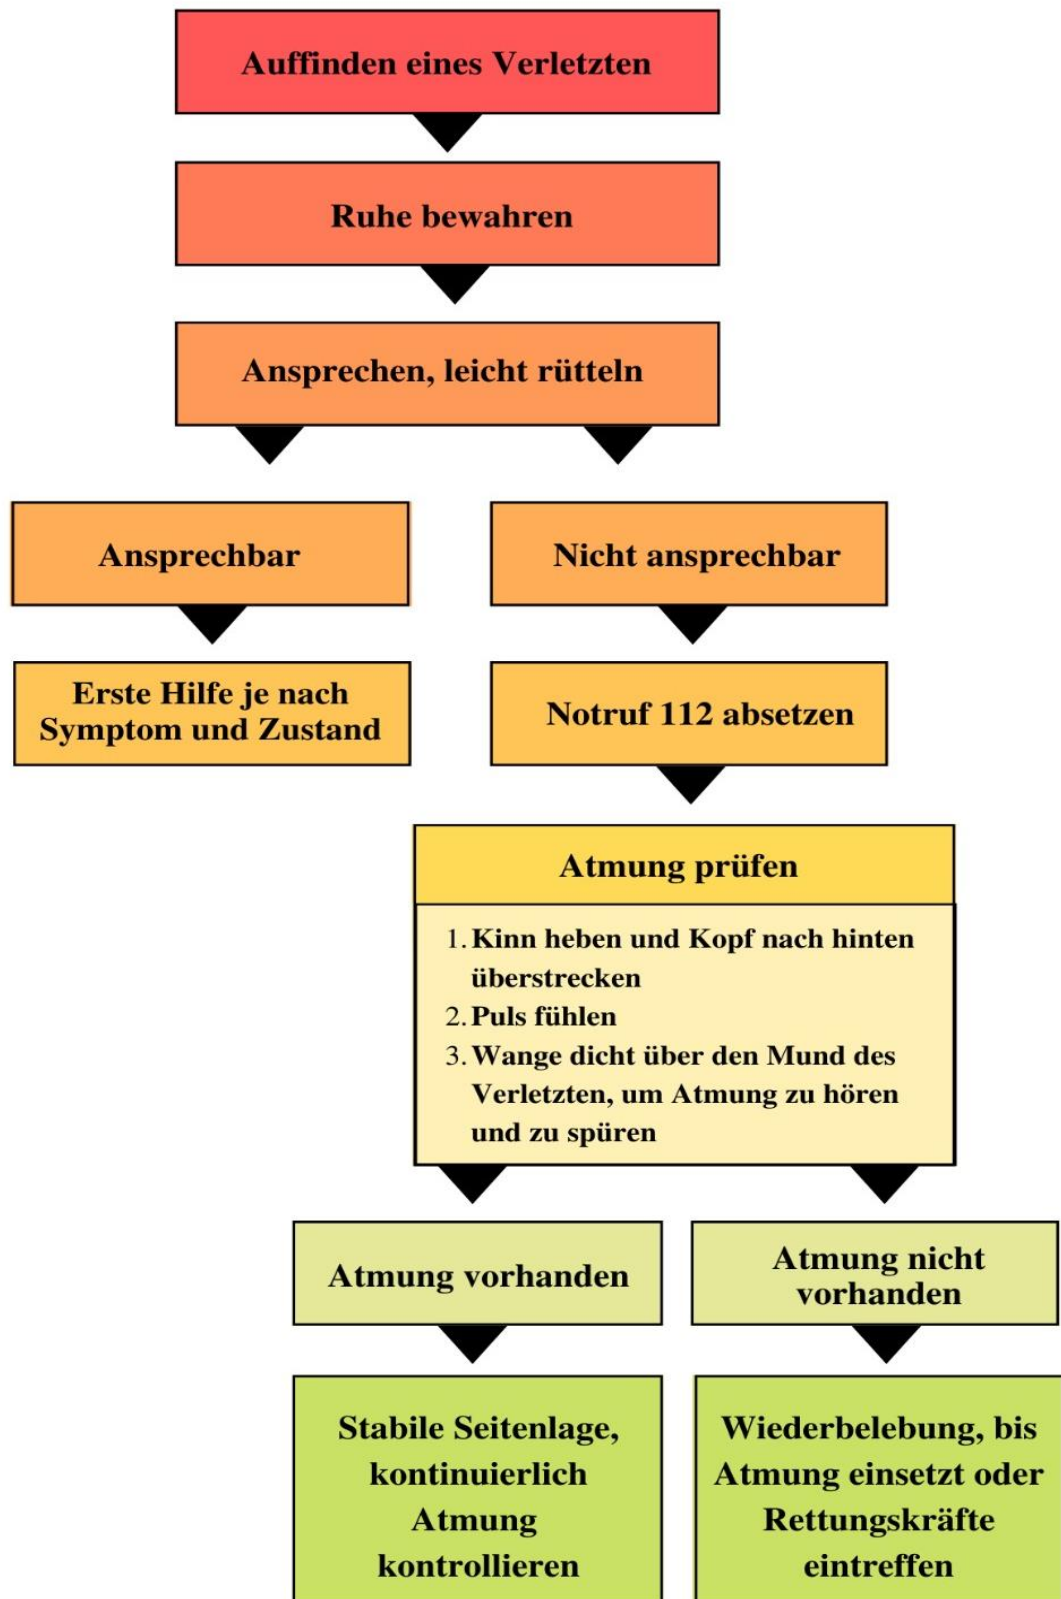 Auffinden eines Verletzten
Ruhe bewahren
Ansprechen, leicht rütteln
Ansprechbar
Nicht ansprechbar
Erste Hilfe je nach
Symptom und Zustand
Notruf 112 absetzen
Atmung prüfen
1. Kinn heben und Kopf nach hinten
überstrecken
2. Puls fühlen
3. Wange dicht über den Mund des
Verletzten, um Atmung zu hören
und zu spüren
Atmung vorhanden
Atmung nicht
vorhanden
Stabile Seitenlage,
kontinuierlich
Atmung
kontrollieren
Wiederbelebung, bis
Atmung einsetzt oder
Rettungskräfte
eintreffen